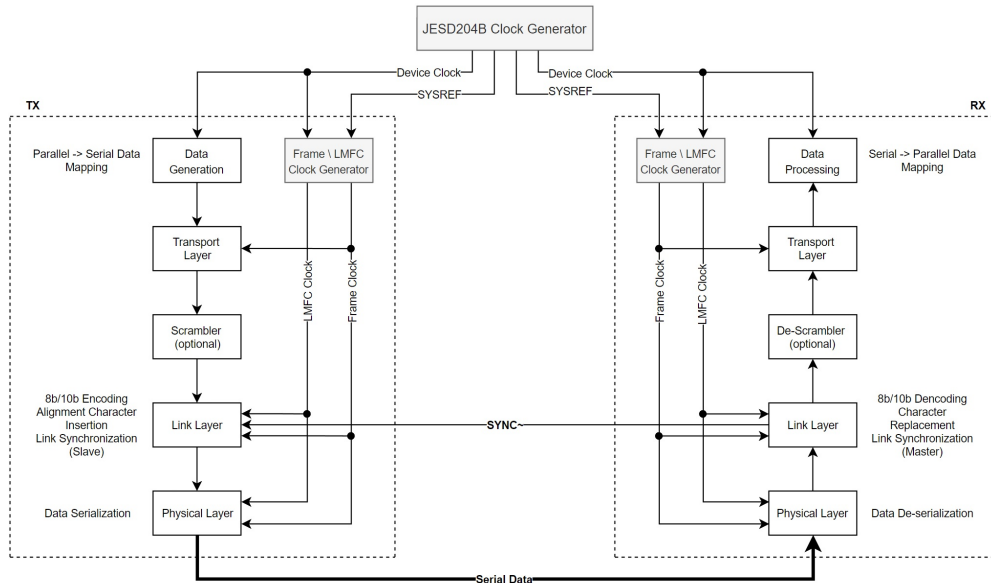 JESD204B Clock Generator
Device Clock
Device Clock
SYSREF
SYSREF
TX
RX
Parallel -> Serial Data
Mapping
Data
Generation
Frame \ LMFC
Clock Generator
Frame \ LMFC
Clock Generator
Data
Processing
Serial -> Parallel Data
Mapping
Transport
Layer
Transport
Layer
LMFC Clock
Frame Clock
Frame Clock
LMFC Clock
Scrambler
(optional)
De-Scrambler
(optional)
8b/10b Encoding
Alignment Character
Insertion
Link Synchronization
(Slave)
Link Layer
SYNC~
Link Layer
8b/10b Dencoding
Character
Replacement
Link Synchronization
(Master)
Data Serialization
Physical Layer
Physical Layer
Data De-serialization
Serial Data